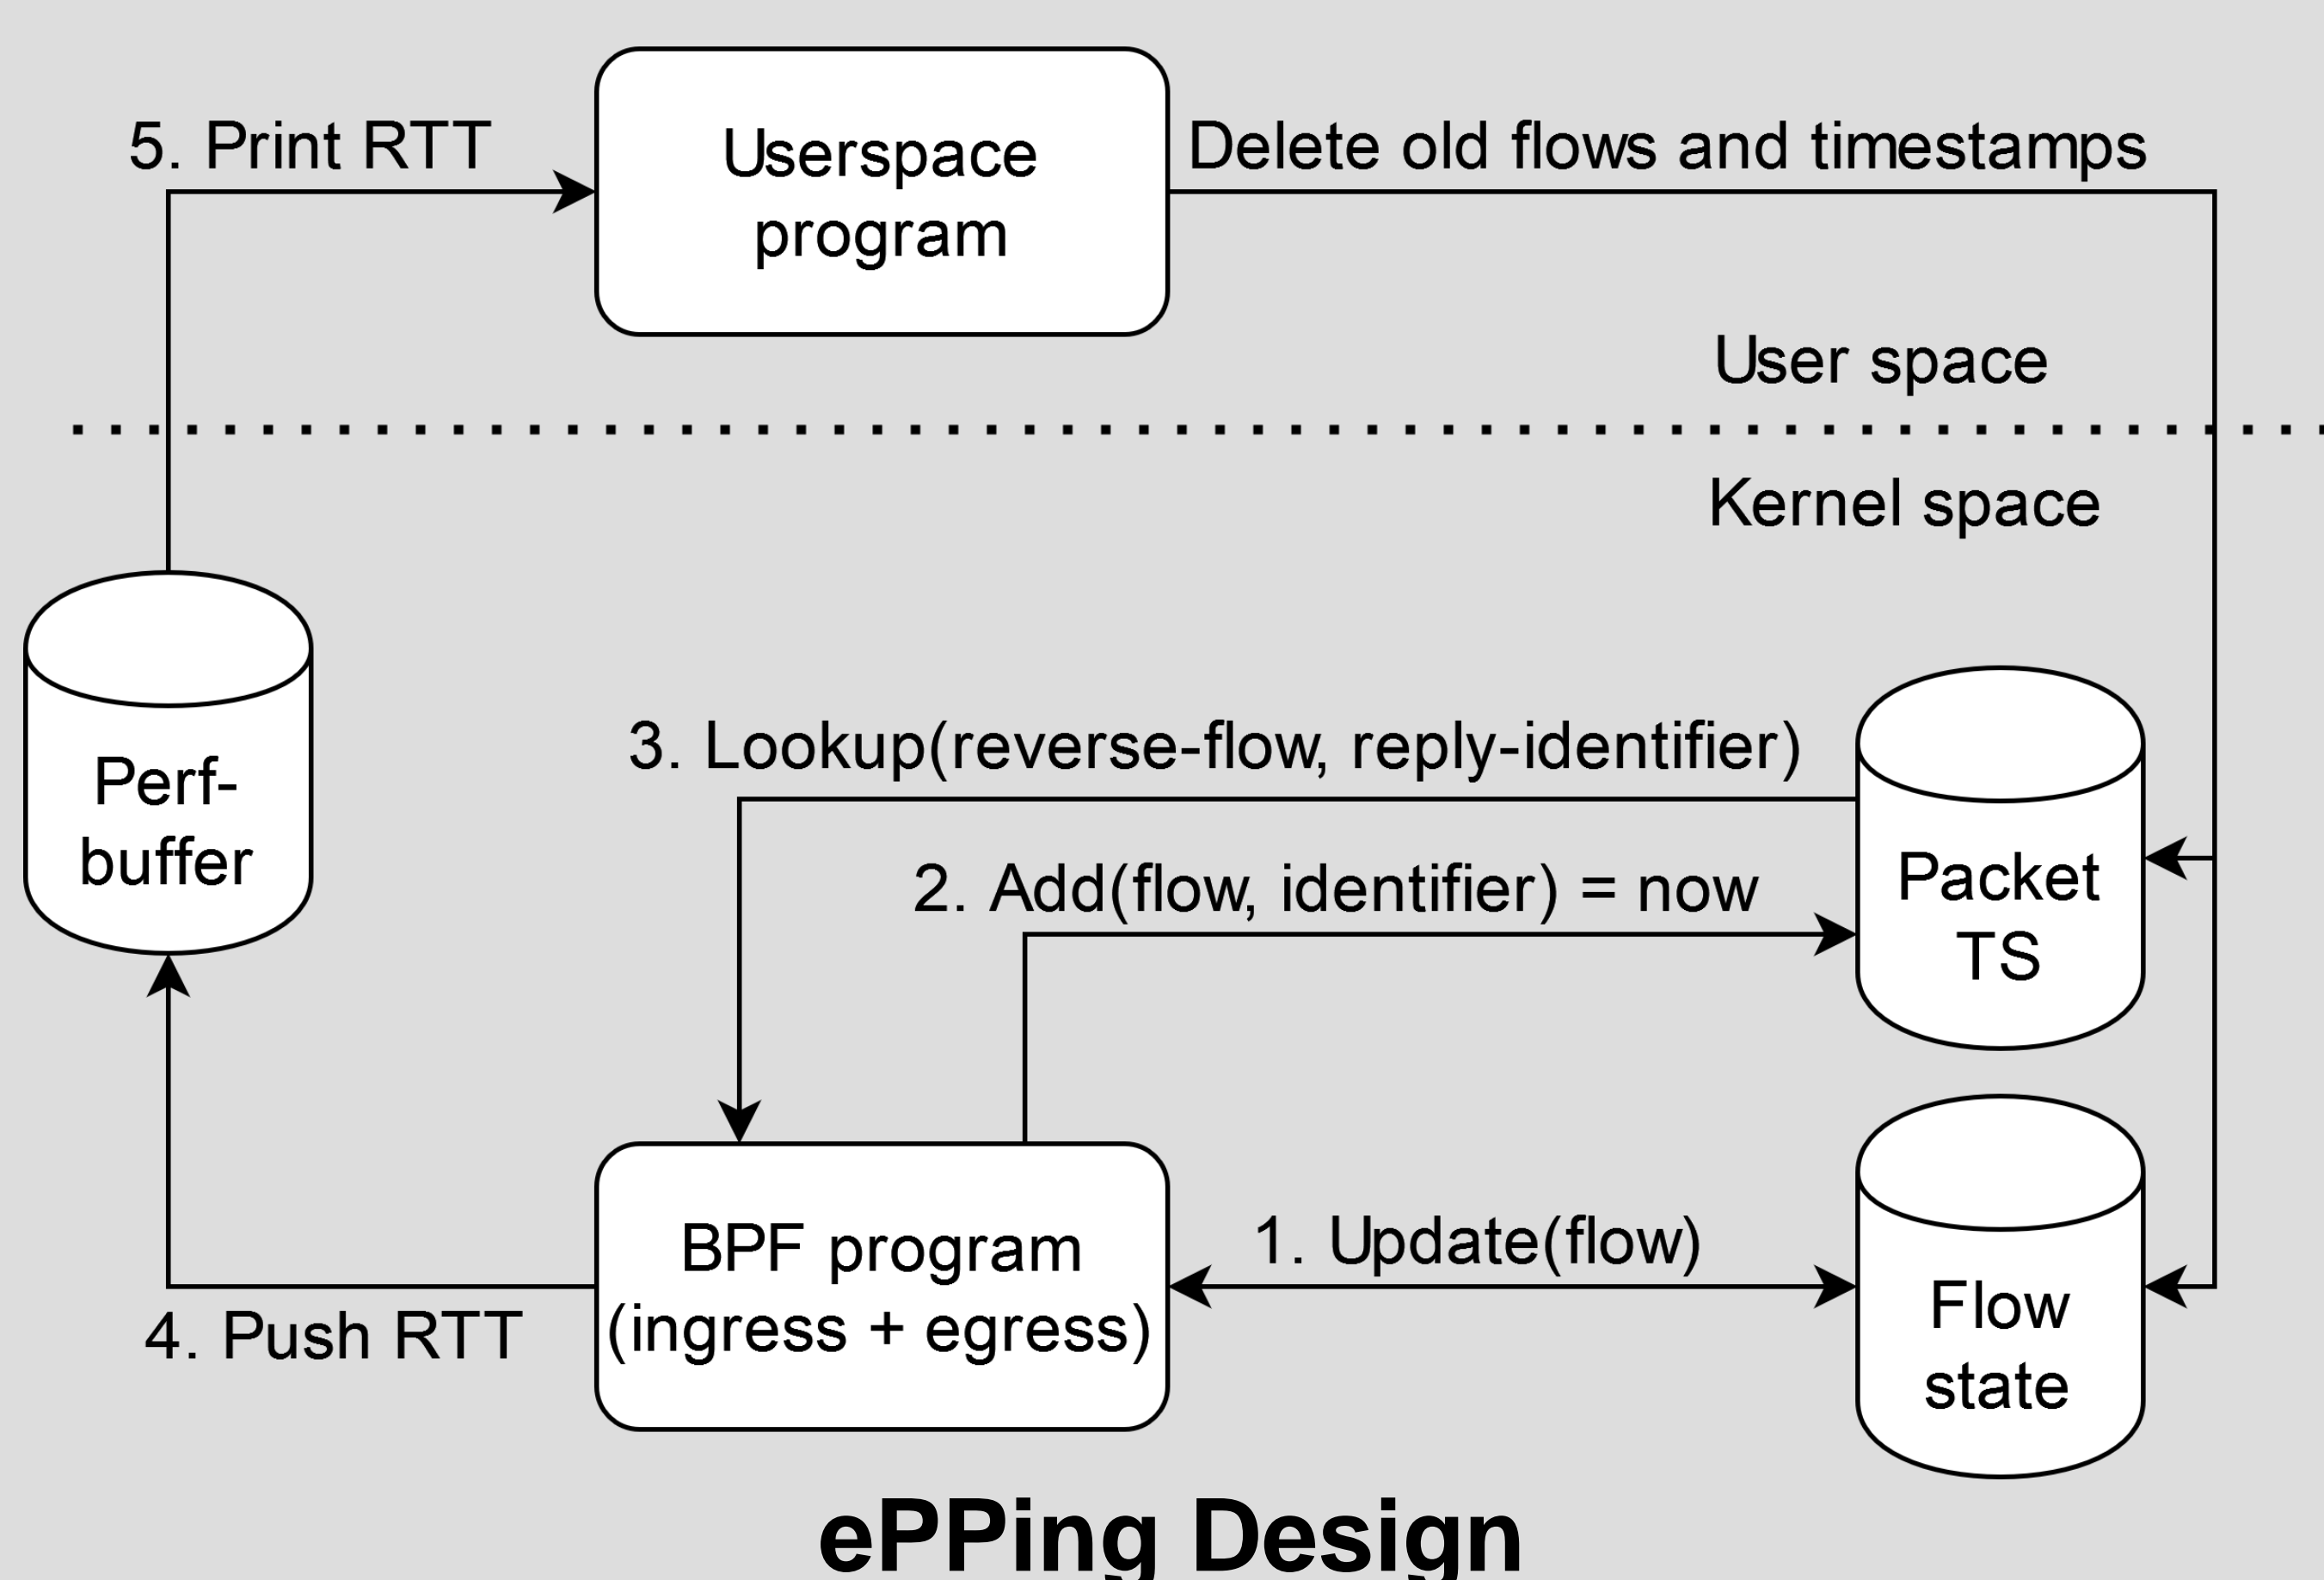 5. Print RTT
Userspace
program
Delete old flows and timestamps
User space
Kernel space
Perf-
buffer
3. Lookup(reverse-flow, reply-identifier)
2. Add(flow, identifier) = now
Packet
TS
1. Update(flow)
BPF program
(ingress + egress)
4. Push RTT
Flow
state
ePPing Design